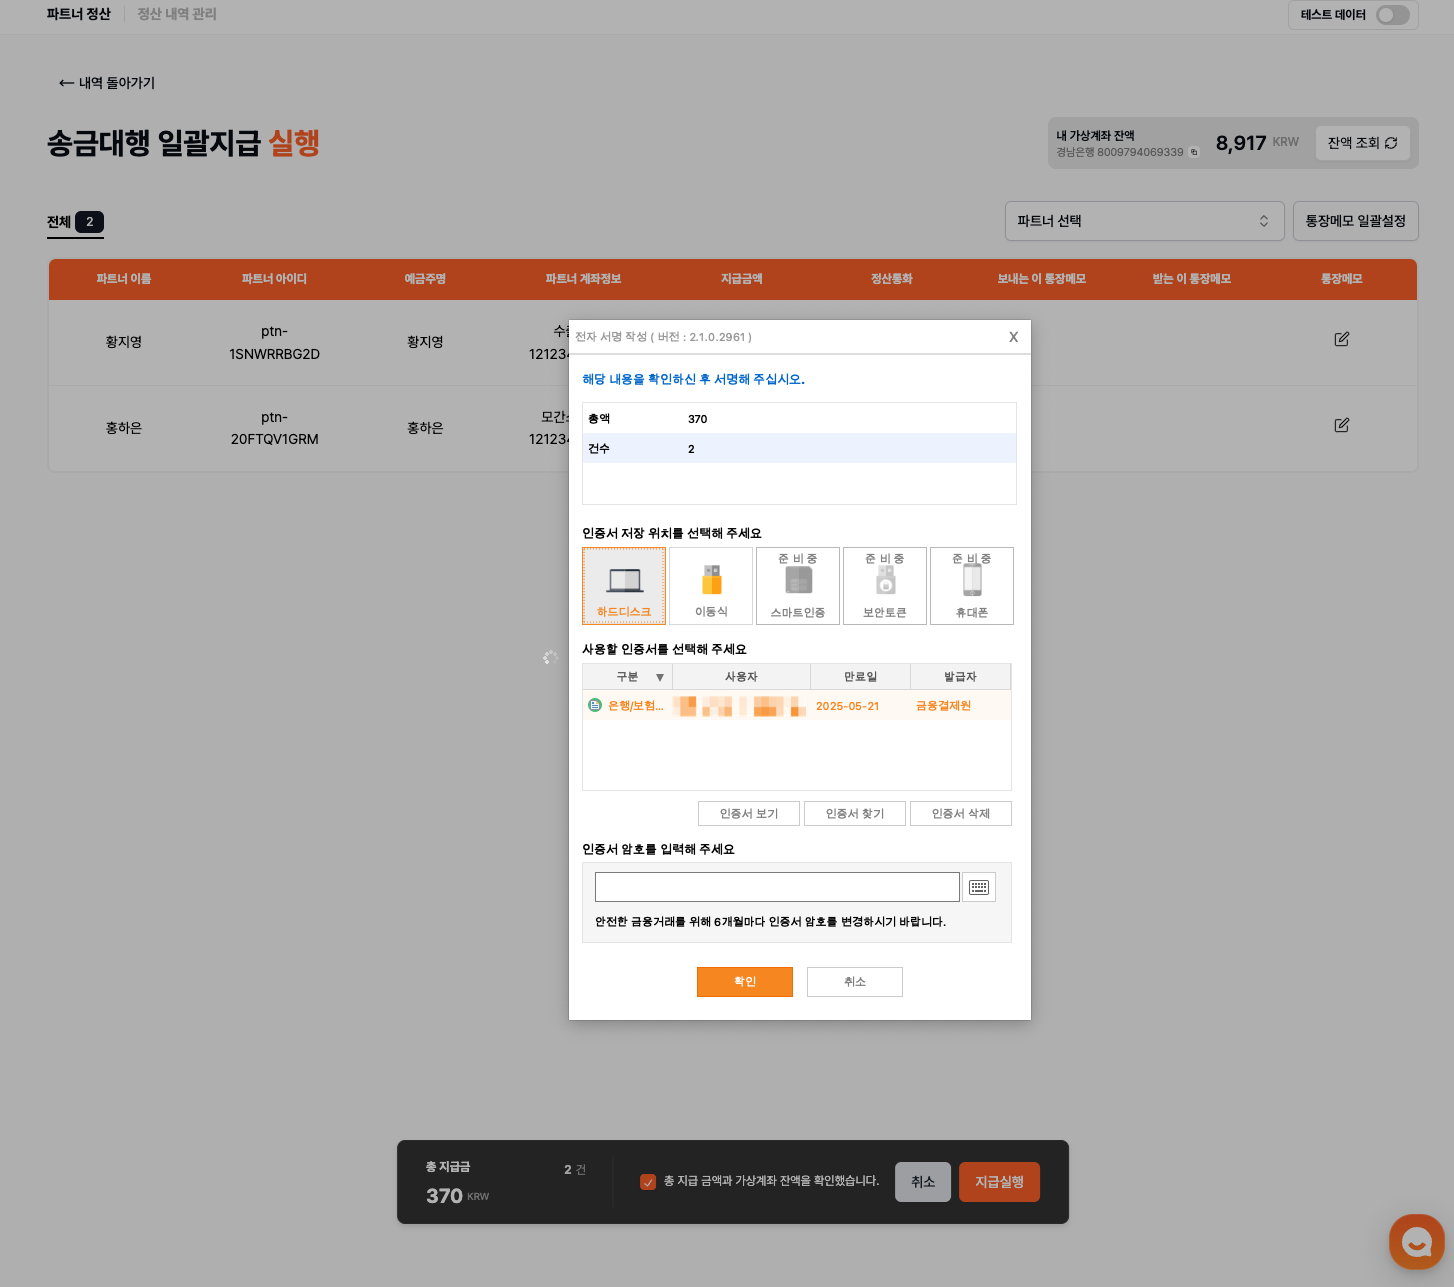 파트너 정산
정산 내역 관리
테스트 데이터
← 내역 돌아가기
송금대행 일괄지급 실행
내 가상계좌 잔액
경남은행 8009794069339
8,917 KRW
잔액 조회
전체 2
파트너 선택
통장메모 일괄설정
파트너 이름 파트너 아이디 예금주명 파트너 계좌정보 지급금액 정산통화 보내는 이 통장메모 받는 이 통장메모 통장메모
황지영
ptn-
1SNWRRBG2D
황지영
12123
홍하은
ptn-
20FTQV1GRM
홍하은
모간
12123
전자 서명 작성 ( 버전 : 2.1.0.2961 )
X
해당 내용을 확인하신 후 서명해 주십시오.
총액 370
건수 2
인증서 저장 위치를 선택해 주세요
준 비 중 준 비 중 준 비 중
하드디스크 이동식 스마트인증 보안토큰 휴대폰
사용할 인증서를 선택해 주세요
구분 ▼ 사용자 만료일 발급자
은행/보험... 2025-05-21 금융결제원
인증서 보기 인증서 찾기 인증서 삭제
인증서 암호를 입력해 주세요
안전한 금융거래를 위해 6개월마다 인증서 암호를 변경하시기 바랍니다.
확인 취소
총 지급금 2 건
370 KRW
총 지급 금액과 가상계좌 잔액을 확인했습니다.
취소
지급실행